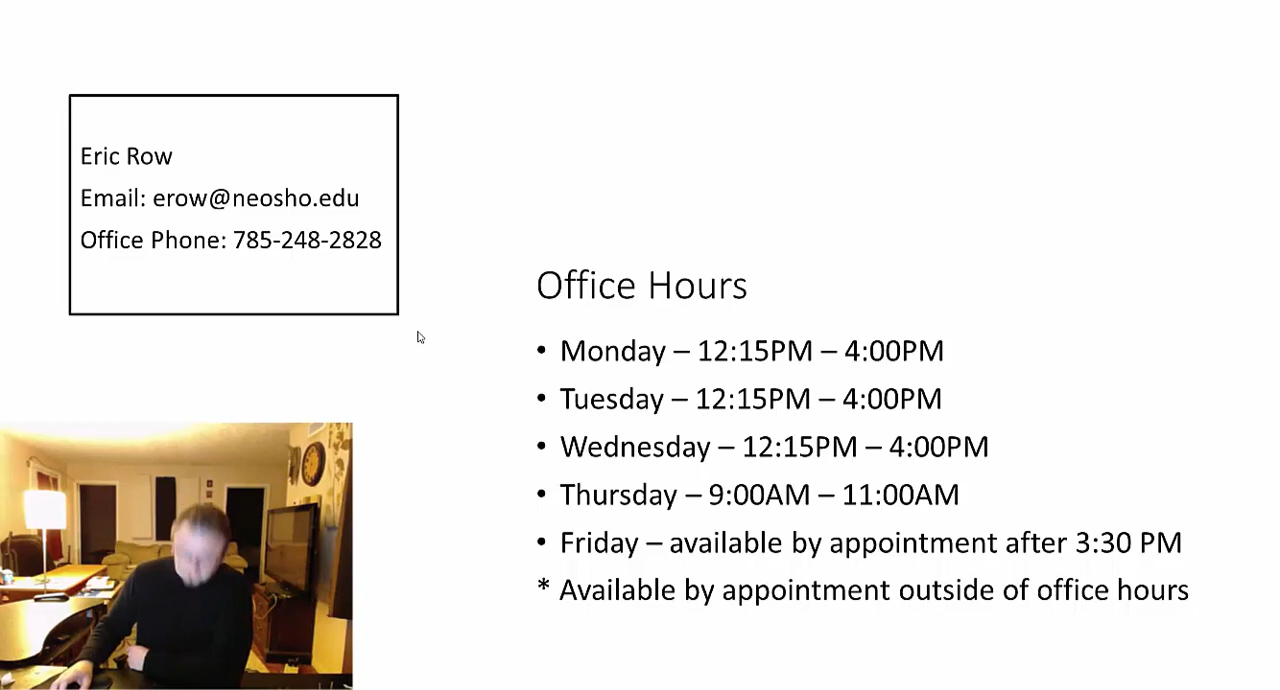 Eric Row
Email: erow@neosho.edu
Office Phone: 785-248-2828
Office Hours
• Monday – 12:15PM – 4:00PM
• Tuesday – 12:15PM – 4:00PM
• Wednesday – 12:15PM – 4:00PM
• Thursday – 9:00AM – 11:00AM
• Friday – available by appointment after 3:30 PM
* Available by appointment outside of office hours